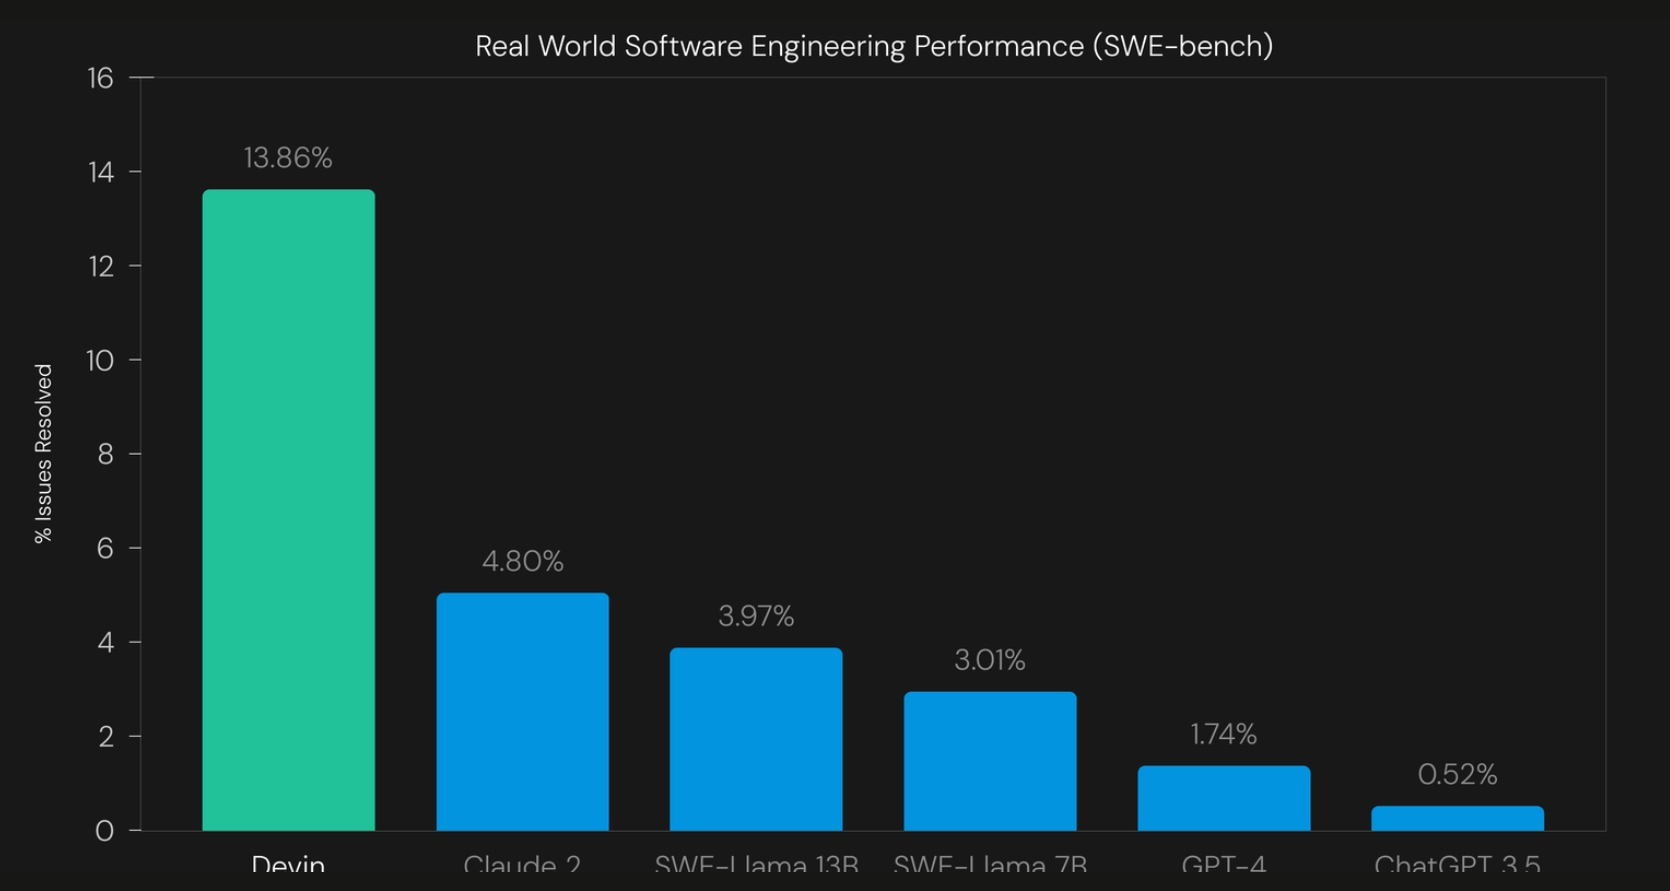 Real World Software Engineering Performance (SWE-bench)
16
14
12
10
8
6
4
2
0
% Issues Resolved
13.86%
4.80%
3.97%
3.01%
1.74%
0.52%
Devin
Claude 2
SWE-Llama 13B
SWE-Llama 7B
GPT-4
ChatGPT 3.5